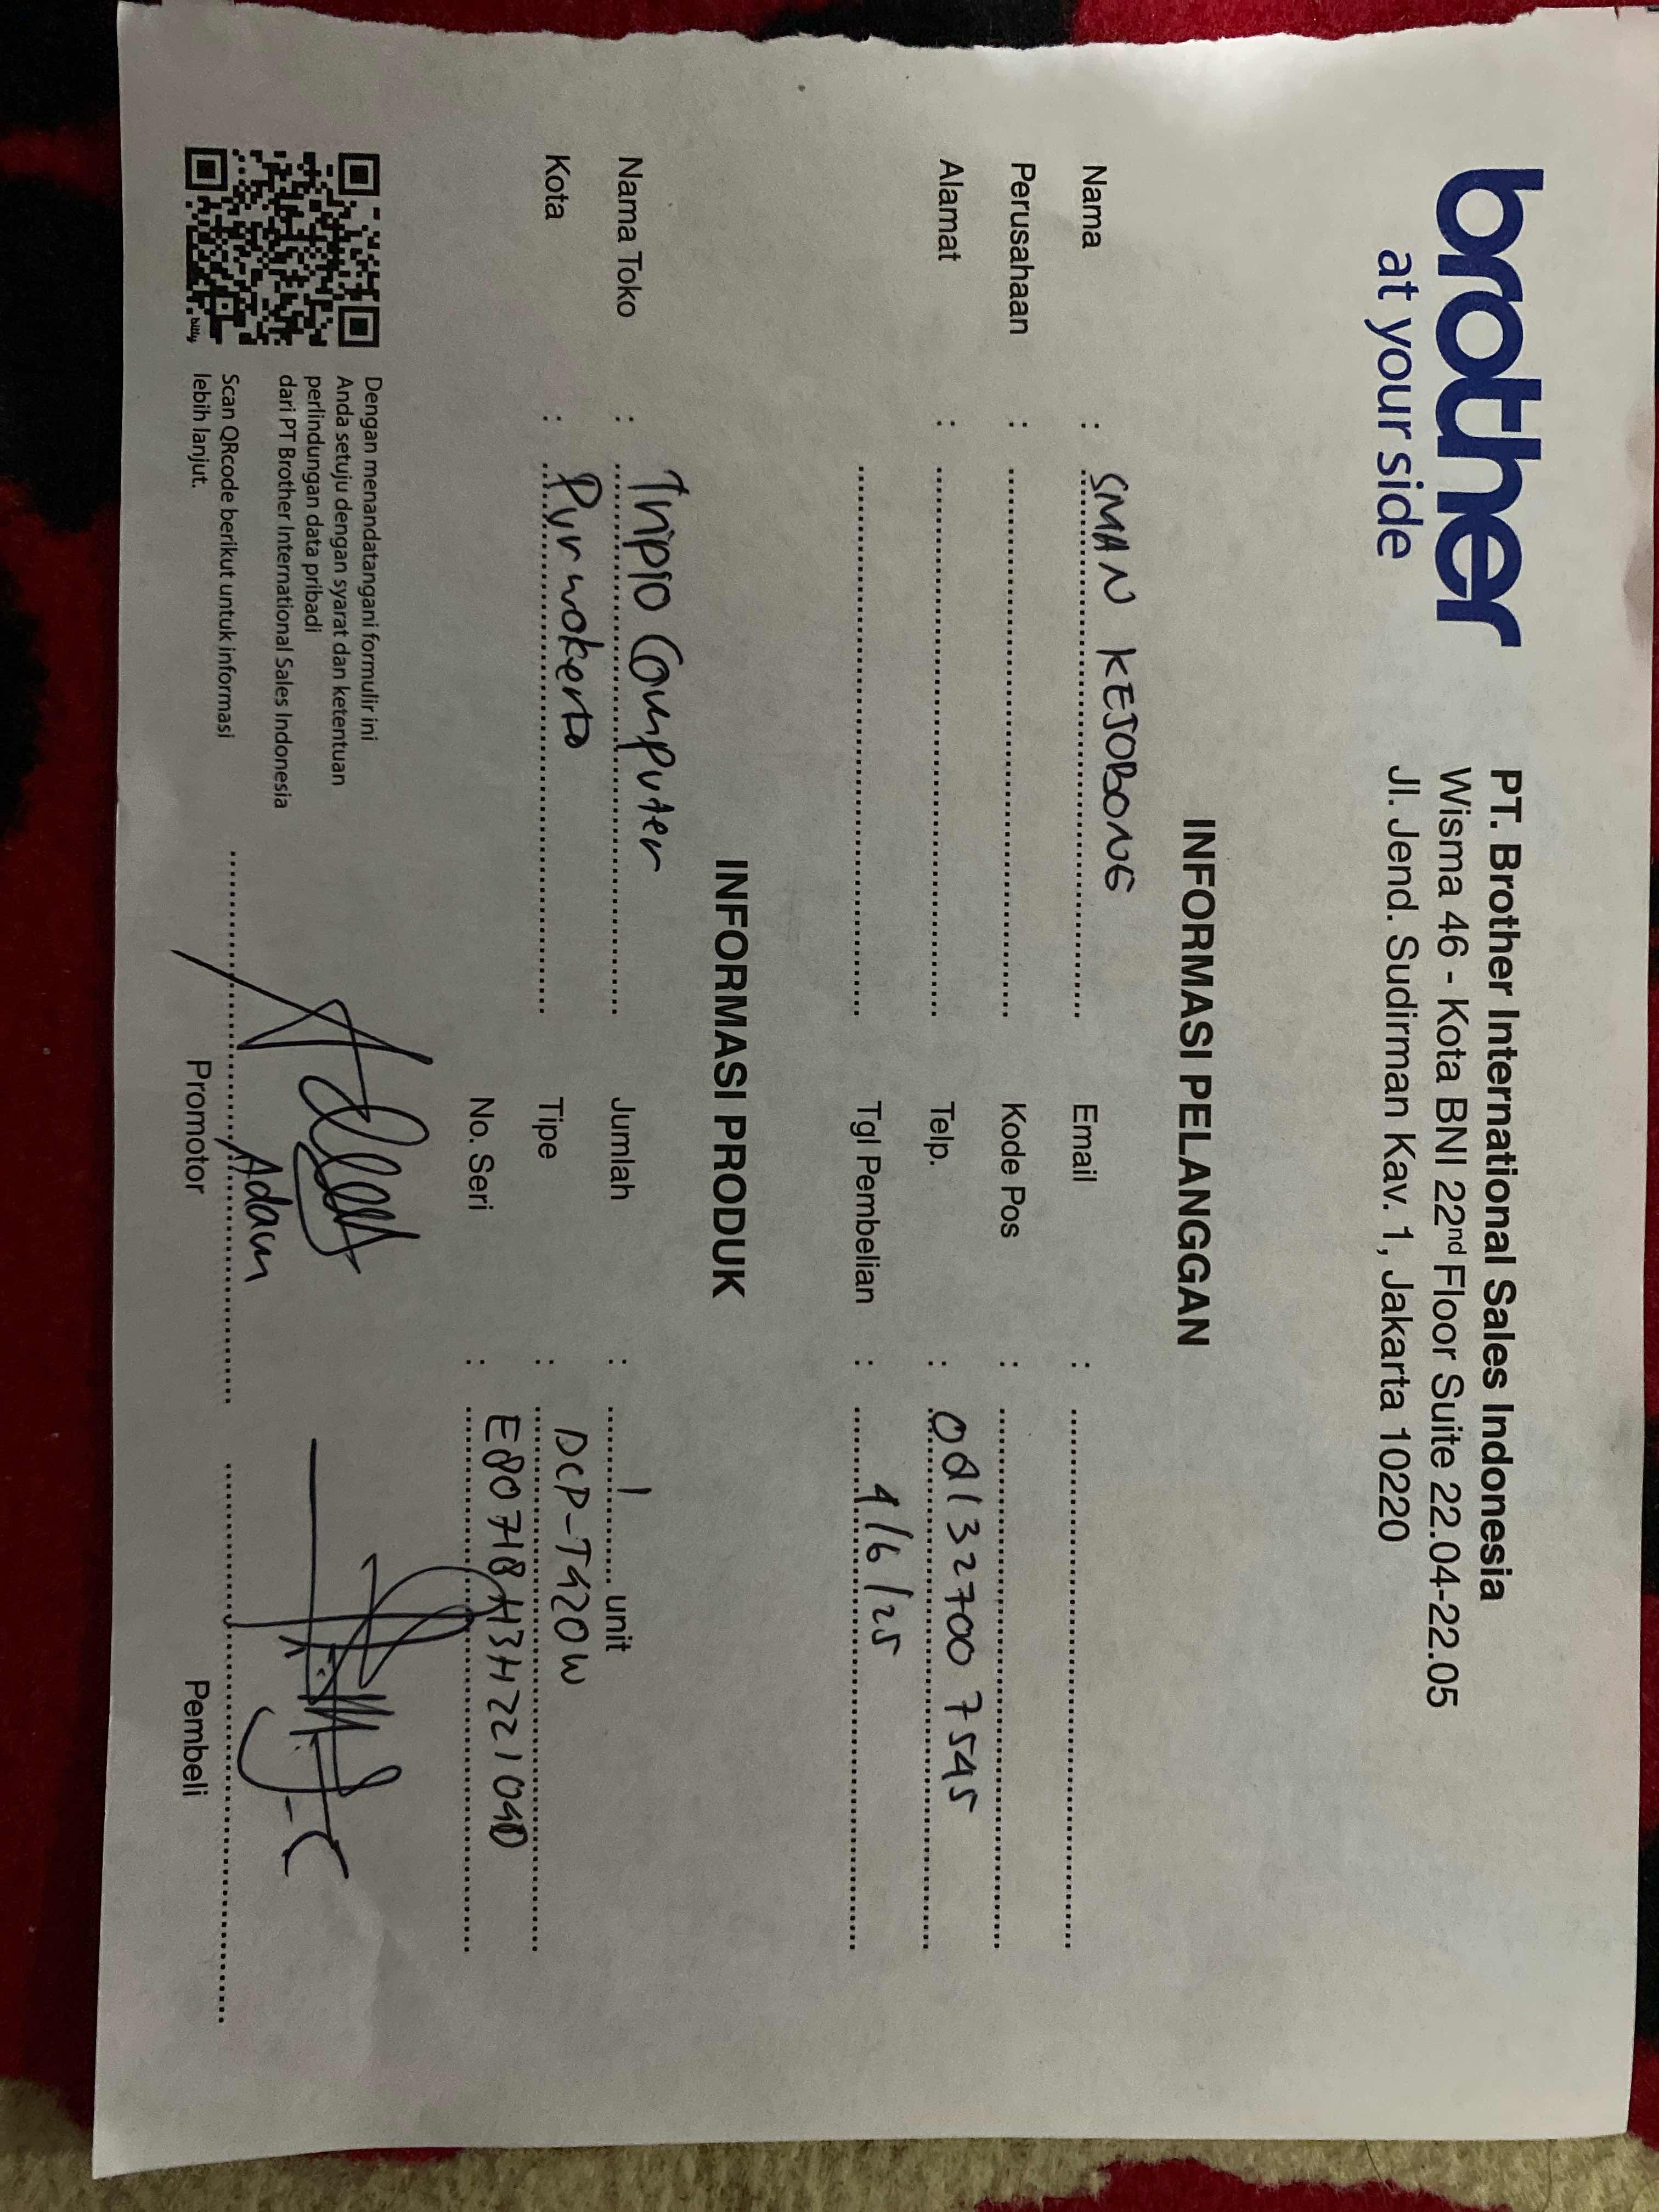 brother
at your side
PT. Brother International Sales Indonesia
Wisma 46 - Kota BNI 22nd Floor Suite 22.04-22.05
Jl. Jend. Sudirman Kav. 1, Jakarta 10220
INFORMASI PELANGGAN
Nama : SMAN KEJOBONG
Email :
Perusahaan :
Kode Pos :
Alamat :
Telp. : 081327007545
Tgl Pembelian : 4/6/25
INFORMASI PRODUK
Nama Toko : Computer
Jumlah : 1 unit
Kota : Purwokerto
Tipe : DCP-T420W
No. Seri :
Dengan menandatangani formulir ini
Anda setuju dengan syarat dan ketentuan
perlindungan data pribadi
dari PT Brother International Sales Indonesia
Scan QRcode berikut untuk informasi
lebih lanjut.
bitly
Adam
Promotor
Pembeli